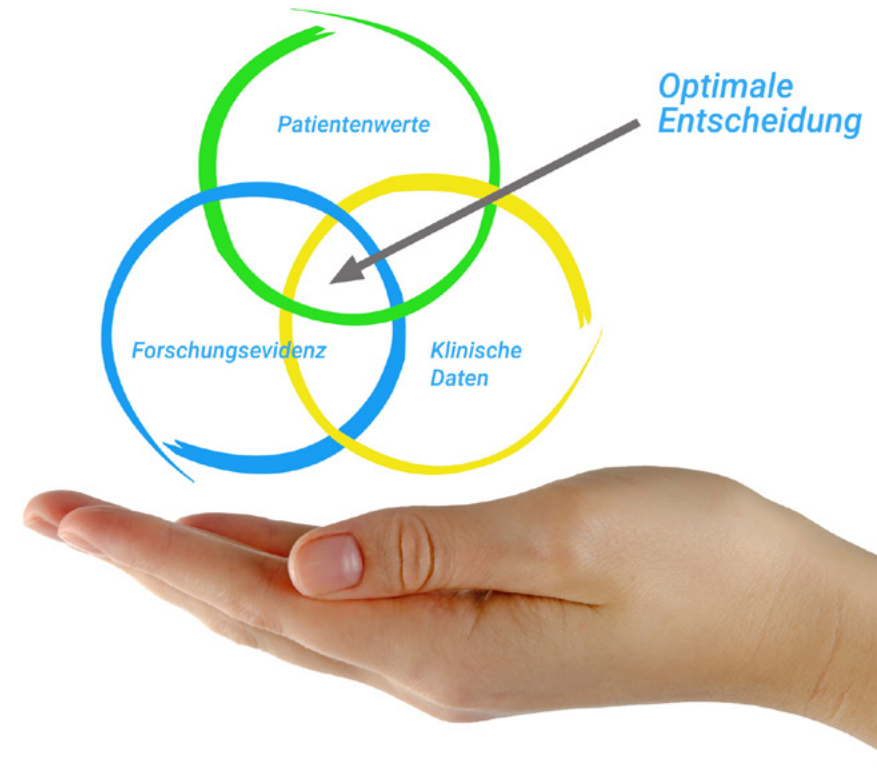 Patientenwerte
Optimale
Entscheidung
Forschungsevidenz
Klinische
Daten